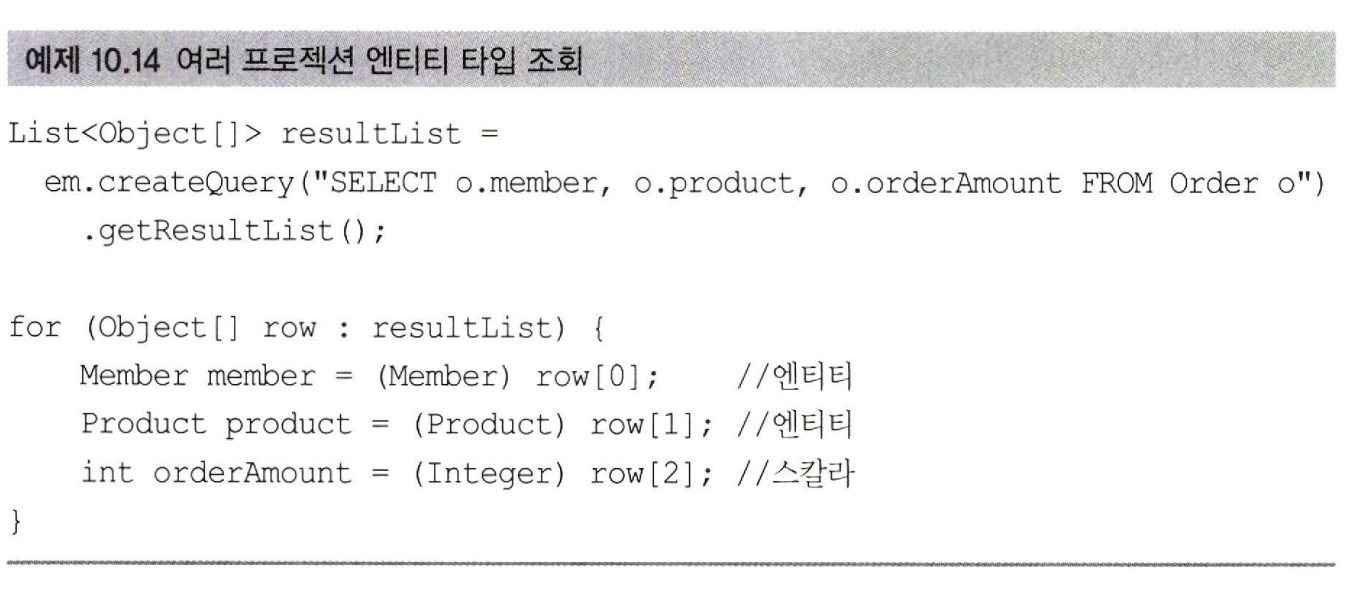 예제 10.14 여러 프로젝션 엔티티 타입 조회
List<Object[]> resultList =
em.createQuery("SELECT o.member, o.product, o.orderAmount FROM Order o")
.getResultList();
for (Object[] row : resultList) {
Member member = (Member) row[0]; //엔티티
Product product = (Product) row[1]; //엔티티
int orderAmount = (Integer) row[2]; //스칼라
}